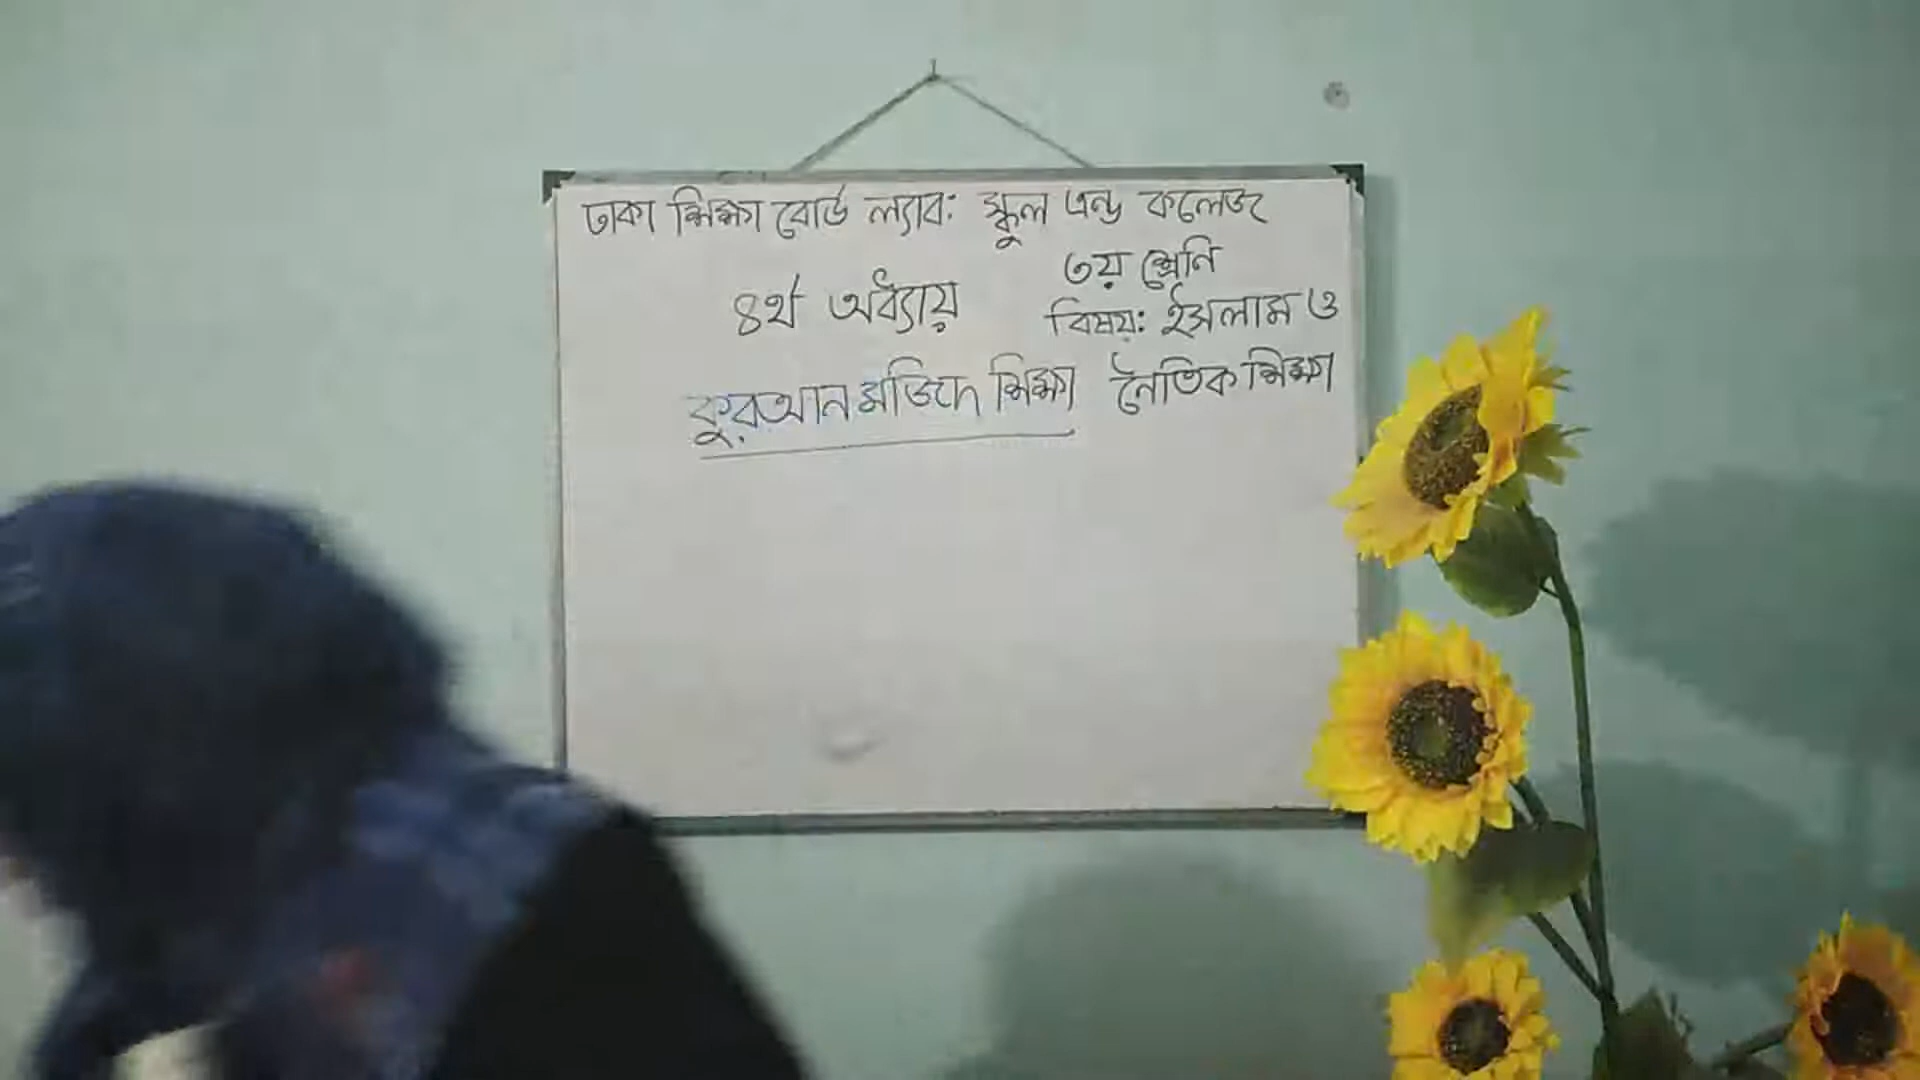 ঢাকা শিক্ষা বোর্ড ল্যাব: স্কুল এন্ড কলেজ
৩য় শ্রেণি
৪র্থ অধ্যায়
বিষয়: ইসলাম ও
নৈতিক শিক্ষা
কুরআন মজিদ শিক্ষা